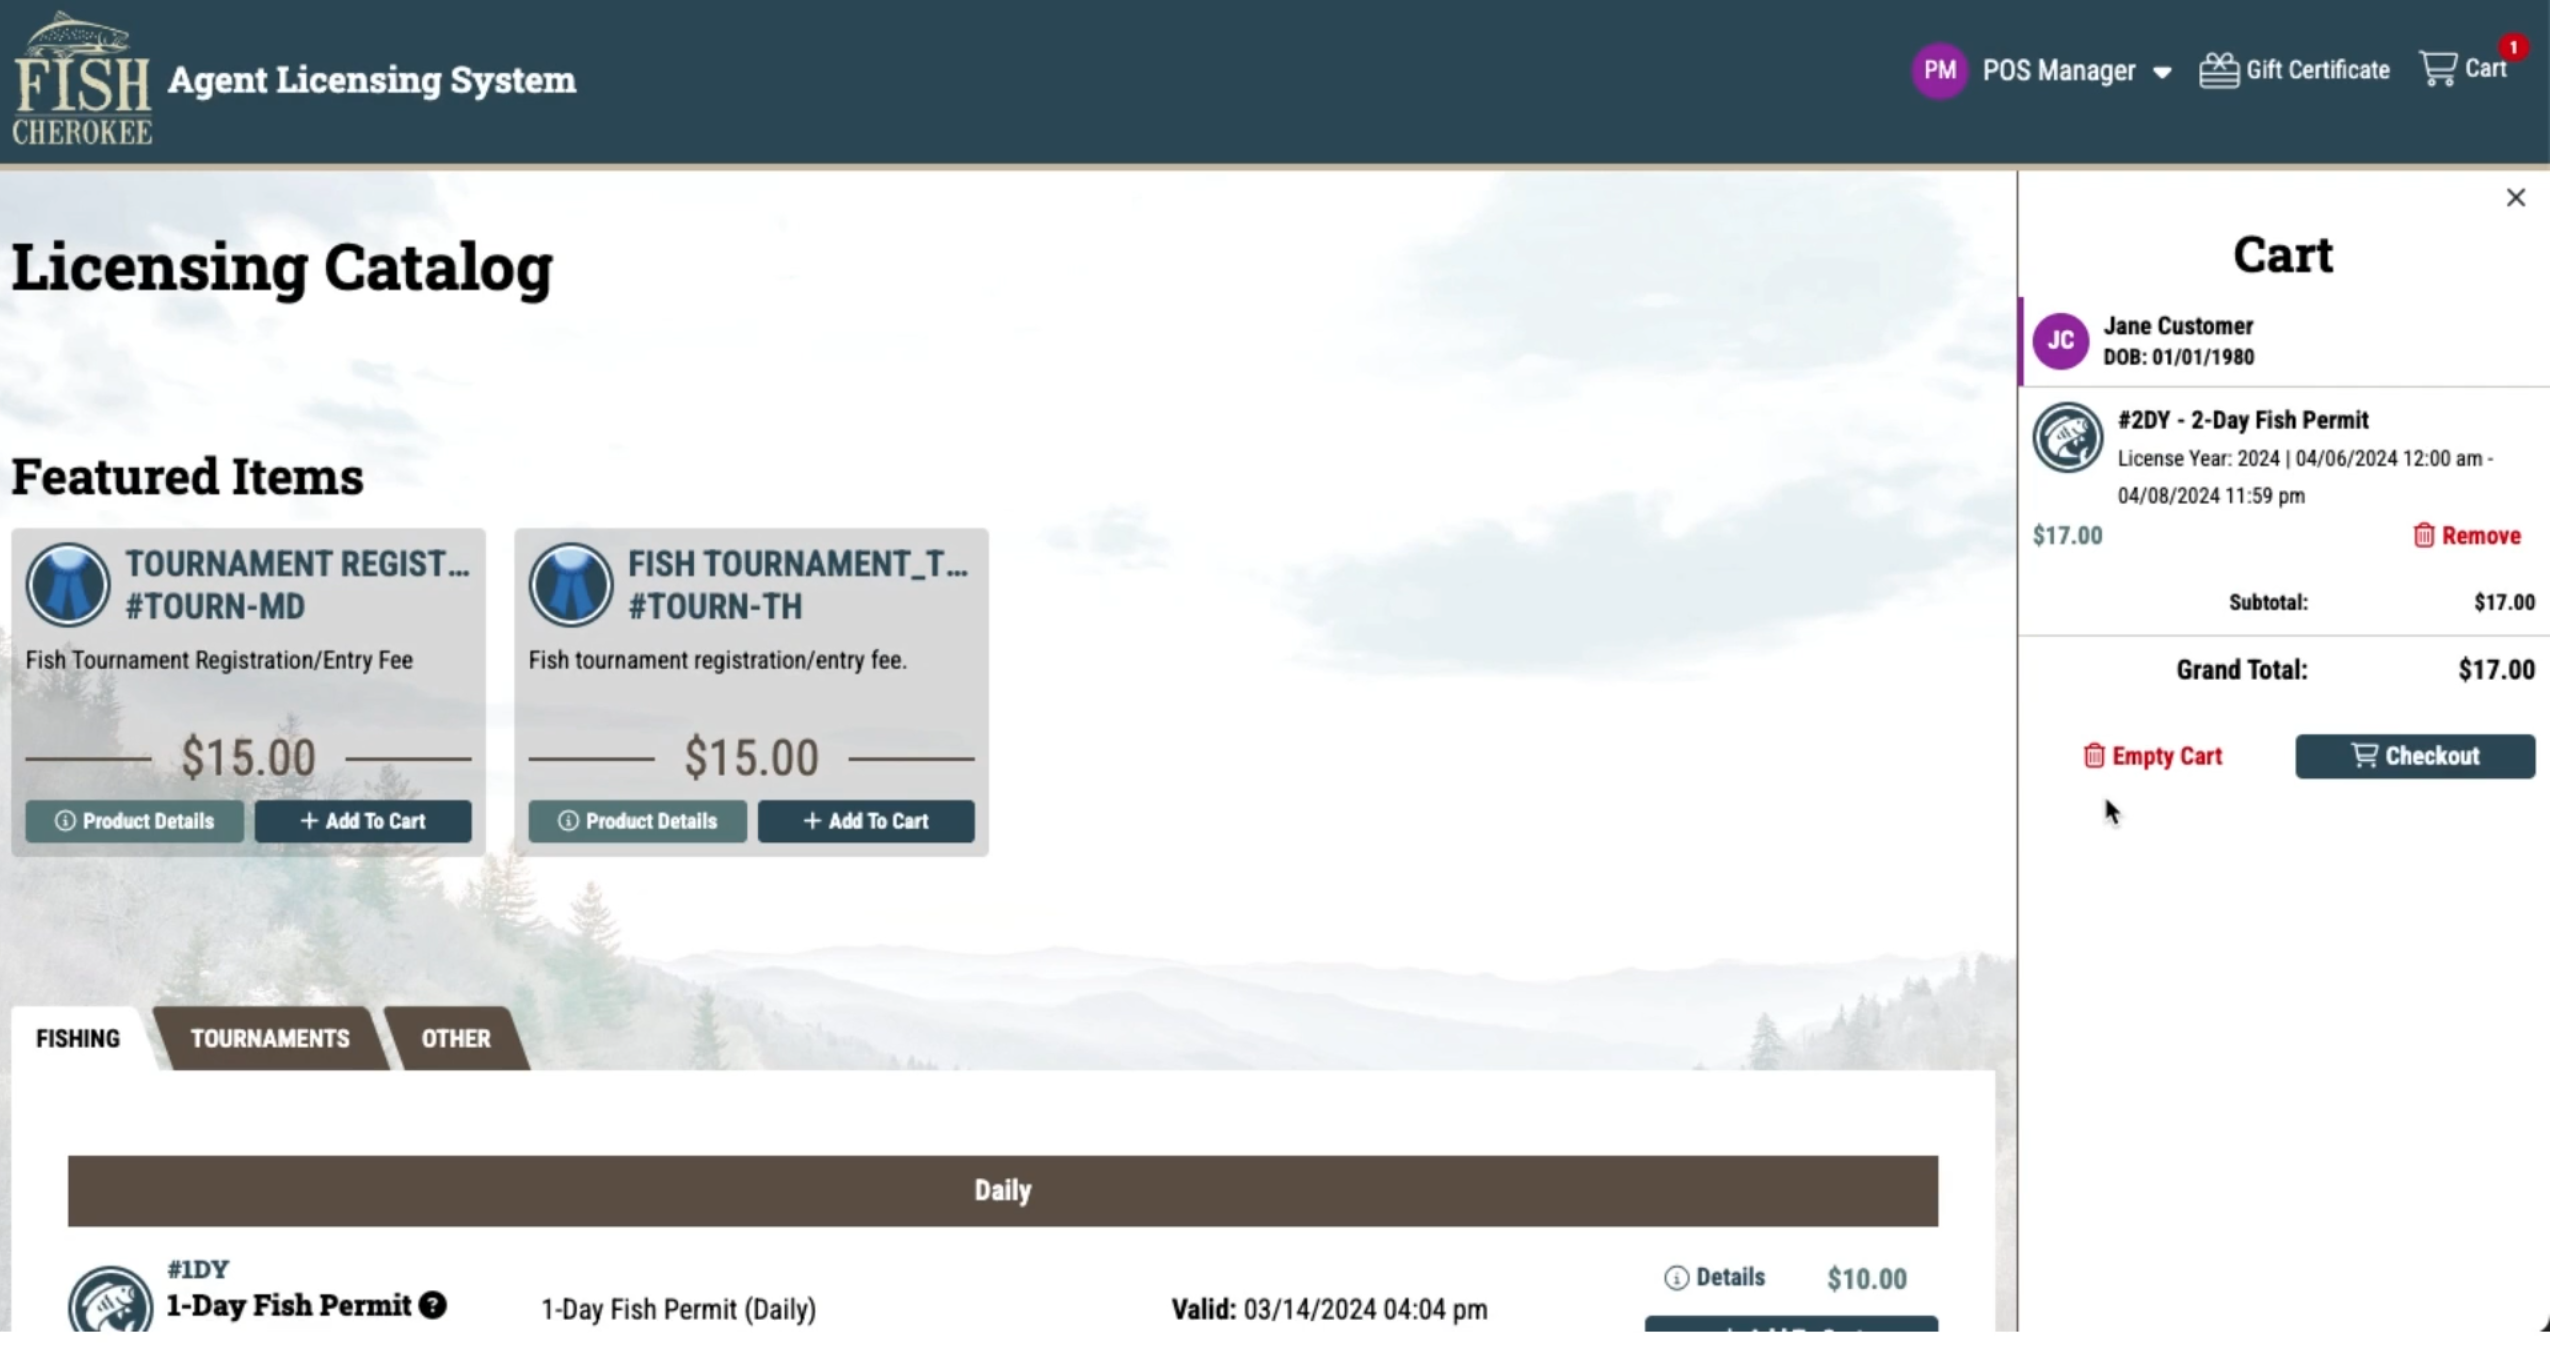 FISH
CHEROKEE
Agent Licensing System
PM
POS Manager
Gift Certificate
Cart
1
Licensing Catalog
Featured Items
TOURNAMENT REGIST...
#TOURN-MD
Fish Tournament Registration/Entry Fee
$15.00
Product Details
+ Add To Cart
FISH TOURNAMENT_T...
#TOURN-TH
Fish tournament registration/entry fee.
$15.00
Product Details
+ Add To Cart
FISHING
TOURNAMENTS
OTHER
Daily
#1DY
1-Day Fish Permit
1-Day Fish Permit (Daily)
Valid: 03/14/2024 04:04 pm
Details
$10.00
Cart
JC
Jane Customer
DOB: 01/01/1980
#2DY - 2-Day Fish Permit
License Year: 2024 | 04/06/2024 12:00 am -
04/08/2024 11:59 pm
$17.00
Remove
Subtotal: $17.00
Grand Total: $17.00
Empty Cart
Checkout